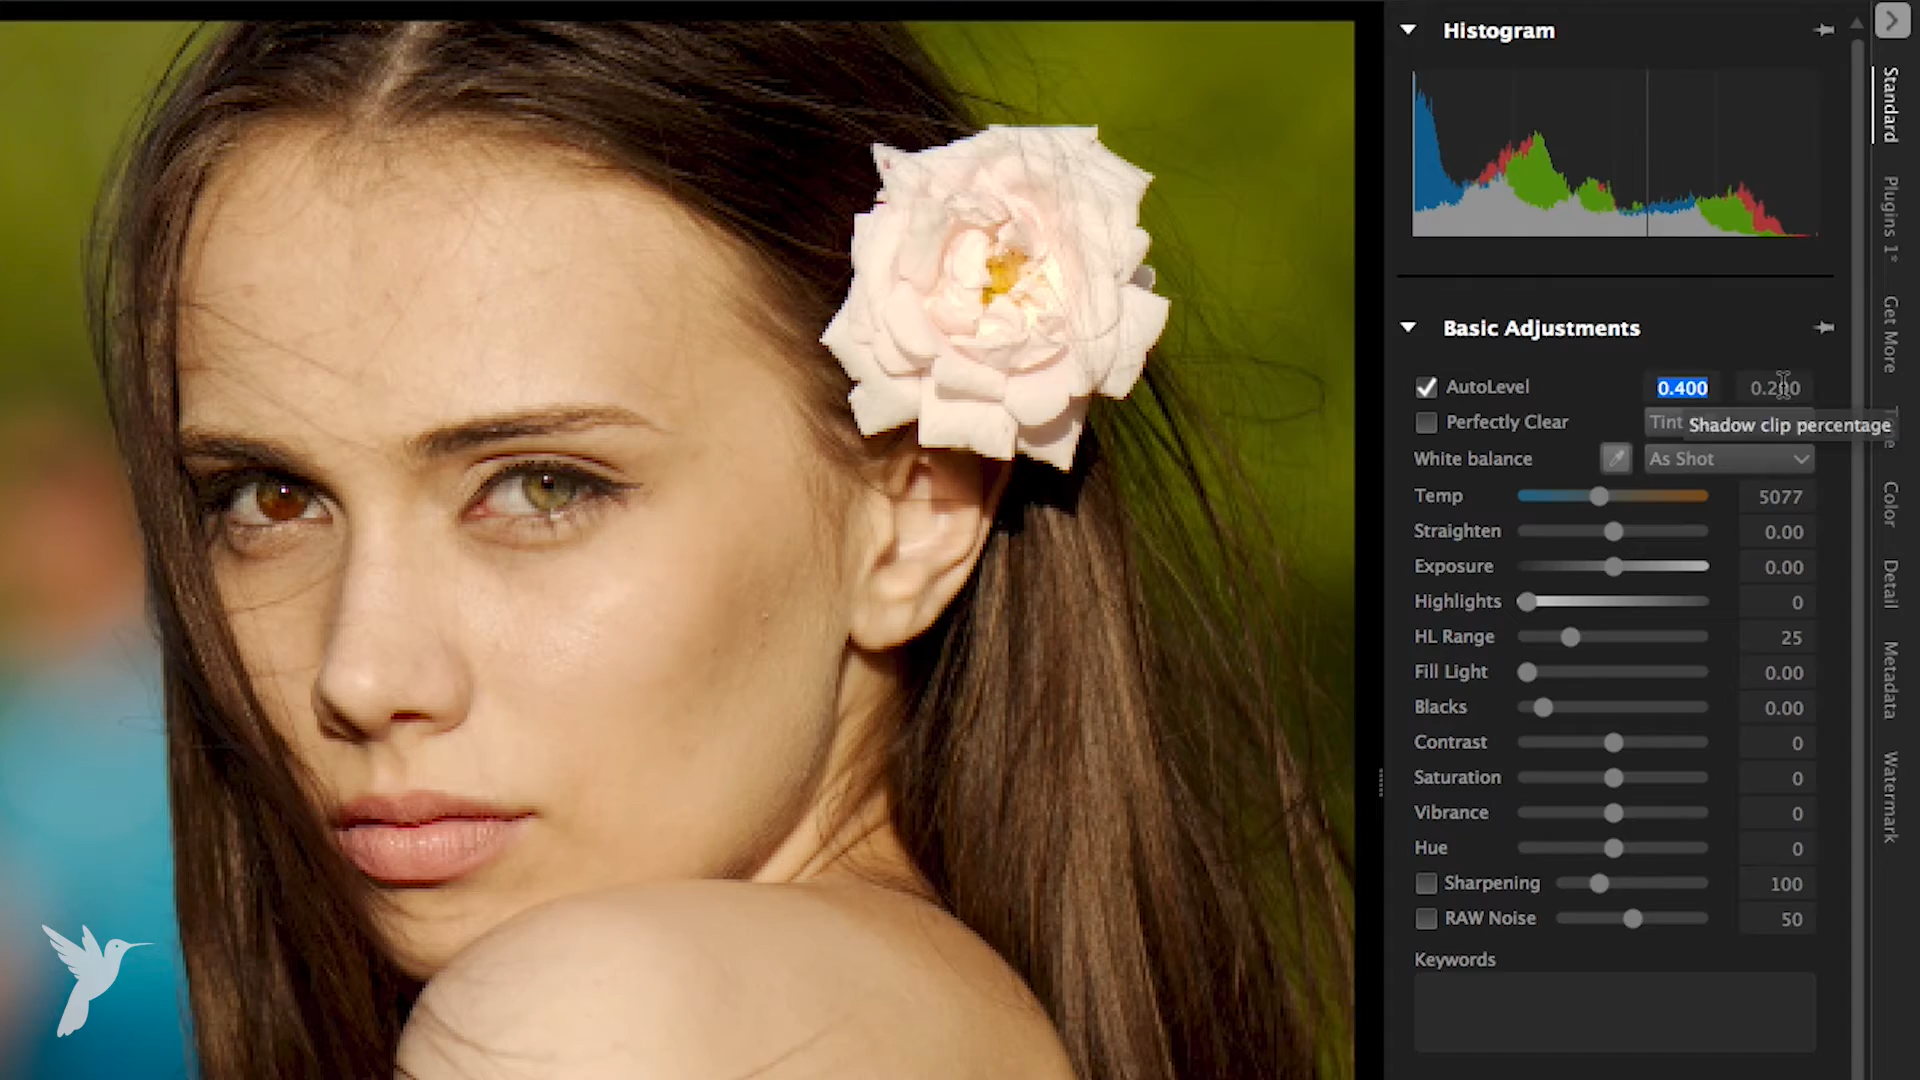 Histogram
Basic Adjustments
AutoLevel 0.400
Perfectly Clear Tint
Shadow clip percentage
White balance As Shot
Temp 5077
Straighten 0.00
Exposure 0.00
Highlights 0
HL Range 25
Fill Light 0.00
Blacks 0.00
Contrast 0
Saturation 0
Vibrance 0
Hue 0
Sharpening 100
RAW Noise 50
Keywords
Standard
Plugins 1*
Get More
Color
Detail
Metadata
Watermark